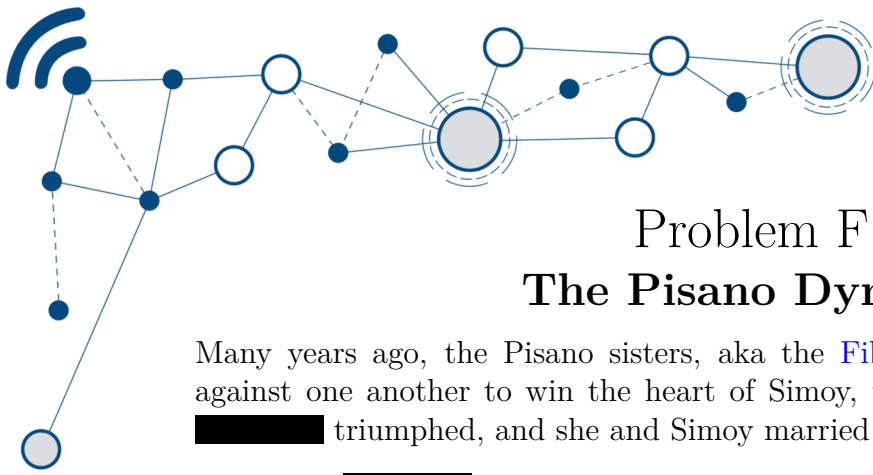 Problem F
The Pisano Dyn
Many years ago, the Pisano sisters, aka the Fib
against one another to win the heart of Simoy,
triumphed, and she and Simoy married